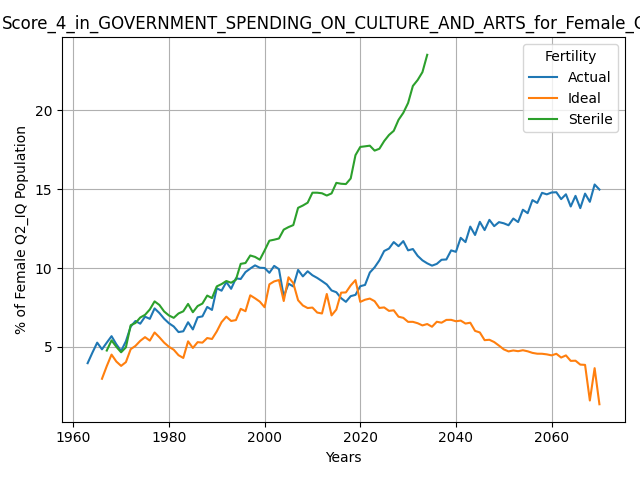 Score_4_in_GOVERNMENT_SPENDING_ON_CULTURE_AND_ARTS_for_Female_
Fertility
Actual
Ideal
Sterile
% of Female Q2_IQ Population
20
15
10
5
1960 1980 2000 2020 2040 2060
Years